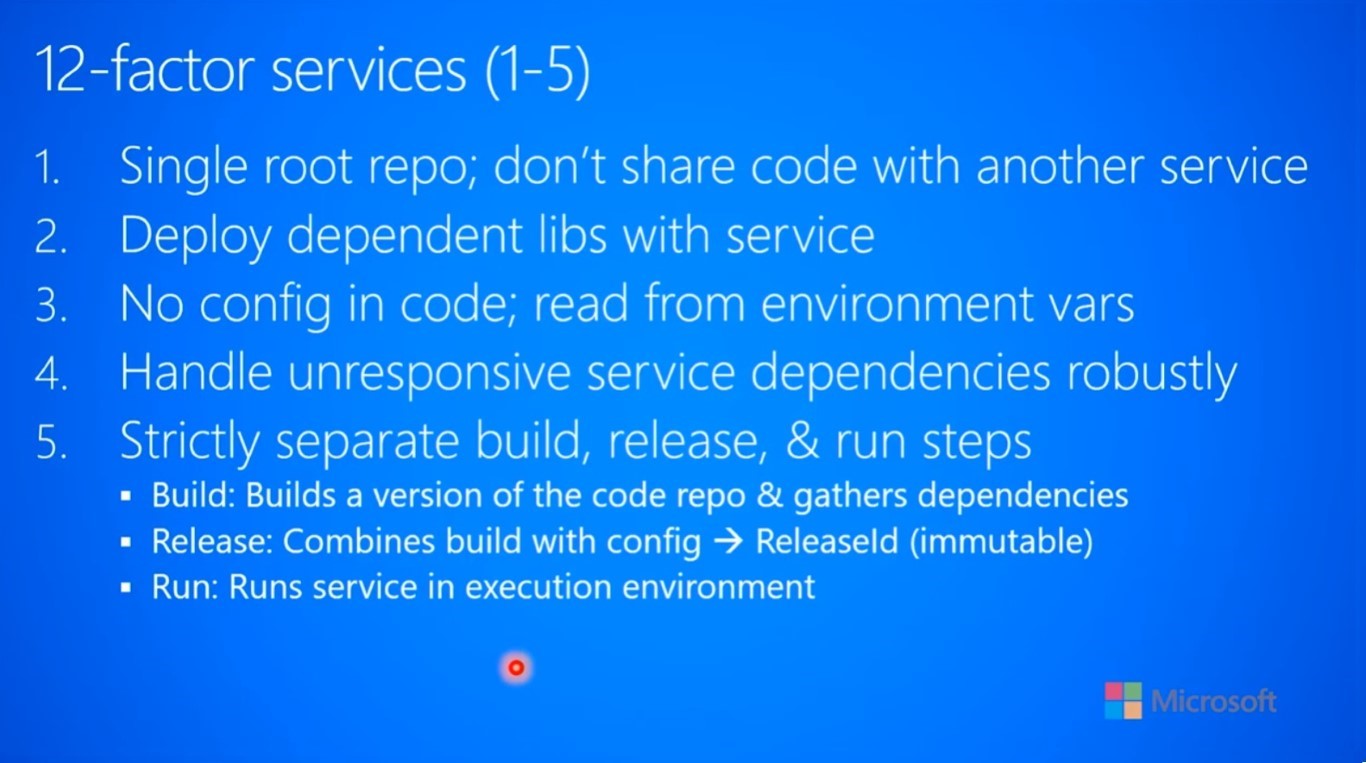 12-factor services (1-5)
1. Single root repo; don't share code with another service
2. Deploy dependent libs with service
3. No config in code; read from environment vars
4. Handle unresponsive service dependencies robustly
5. Strictly separate build, release, & run steps
▪ Build: Builds a version of the code repo & gathers dependencies
▪ Release: Combines build with config → ReleaseId (immutable)
▪ Run: Runs service in execution environment
Microsoft